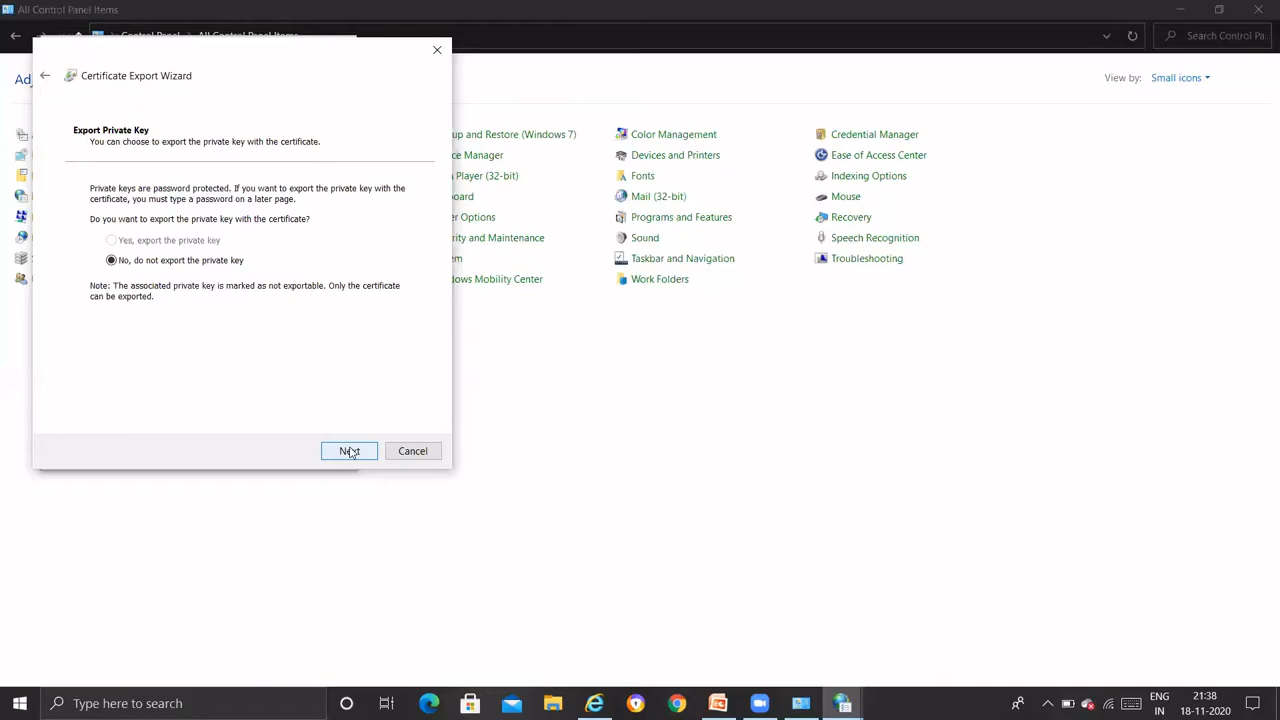 All Control Panel Items
Control Panel All Control Panel Items
Search Control Pa...
Certificate Export Wizard
View by: Small icons
Export Private Key
You can choose to export the private key with the certificate.
up and Restore (Windows 7)
Color Management
Credential Manager
ce Manager
Devices and Printers
Ease of Access Center
Player (32-bit)
Fonts
Indexing Options
Private keys are password protected. If you want to export the private key with the
certificate, you must type a password on a later page.
oard
Mail (32-bit)
Mouse
Do you want to export the private key with the certificate?
er Options
Programs and Features
Recovery
Yes, export the private key
rity and Maintenance
Sound
Speech Recognition
No, do not export the private key
em
Taskbar and Navigation
Troubleshooting
Note: The associated private key is marked as not exportable. Only the certificate
can be exported.
dows Mobility Center
Work Folders
Next
Cancel
Type here to search
ENG
IN
21:38
18-11-2020